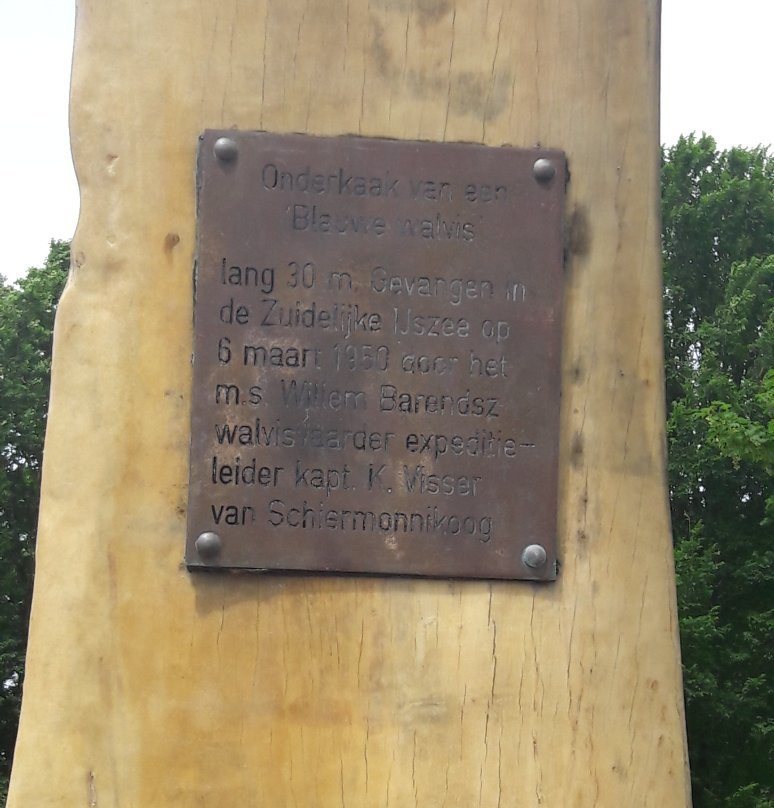 Onderkaak van een
'Blauwe walvis'
lang 30 m. Gevangen in
de Zuidelijke IJszee op
6 maart 1950 door het
m.s. Willem Barendsz
walvisvaarder expeditie-
leider kapt. K. Visser
van Schiermonnikoog